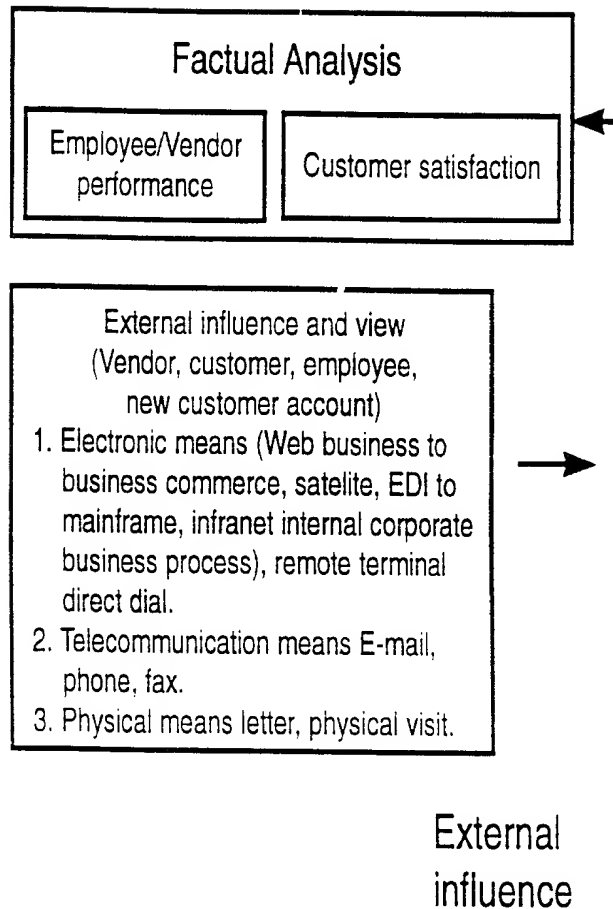 Factual Analysis
Employee/Vendor
performance
Customer satisfaction
External influence and view
(Vendor, customer, employee,
new customer account)
1. Electronic means (Web business to
business commerce, satelite, EDI to
mainframe, infranet internal corporate
business process), remote terminal
direct dial.
2. Telecommunication means E-mail,
phone, fax.
3. Physical means letter, physical visit.
External
influence